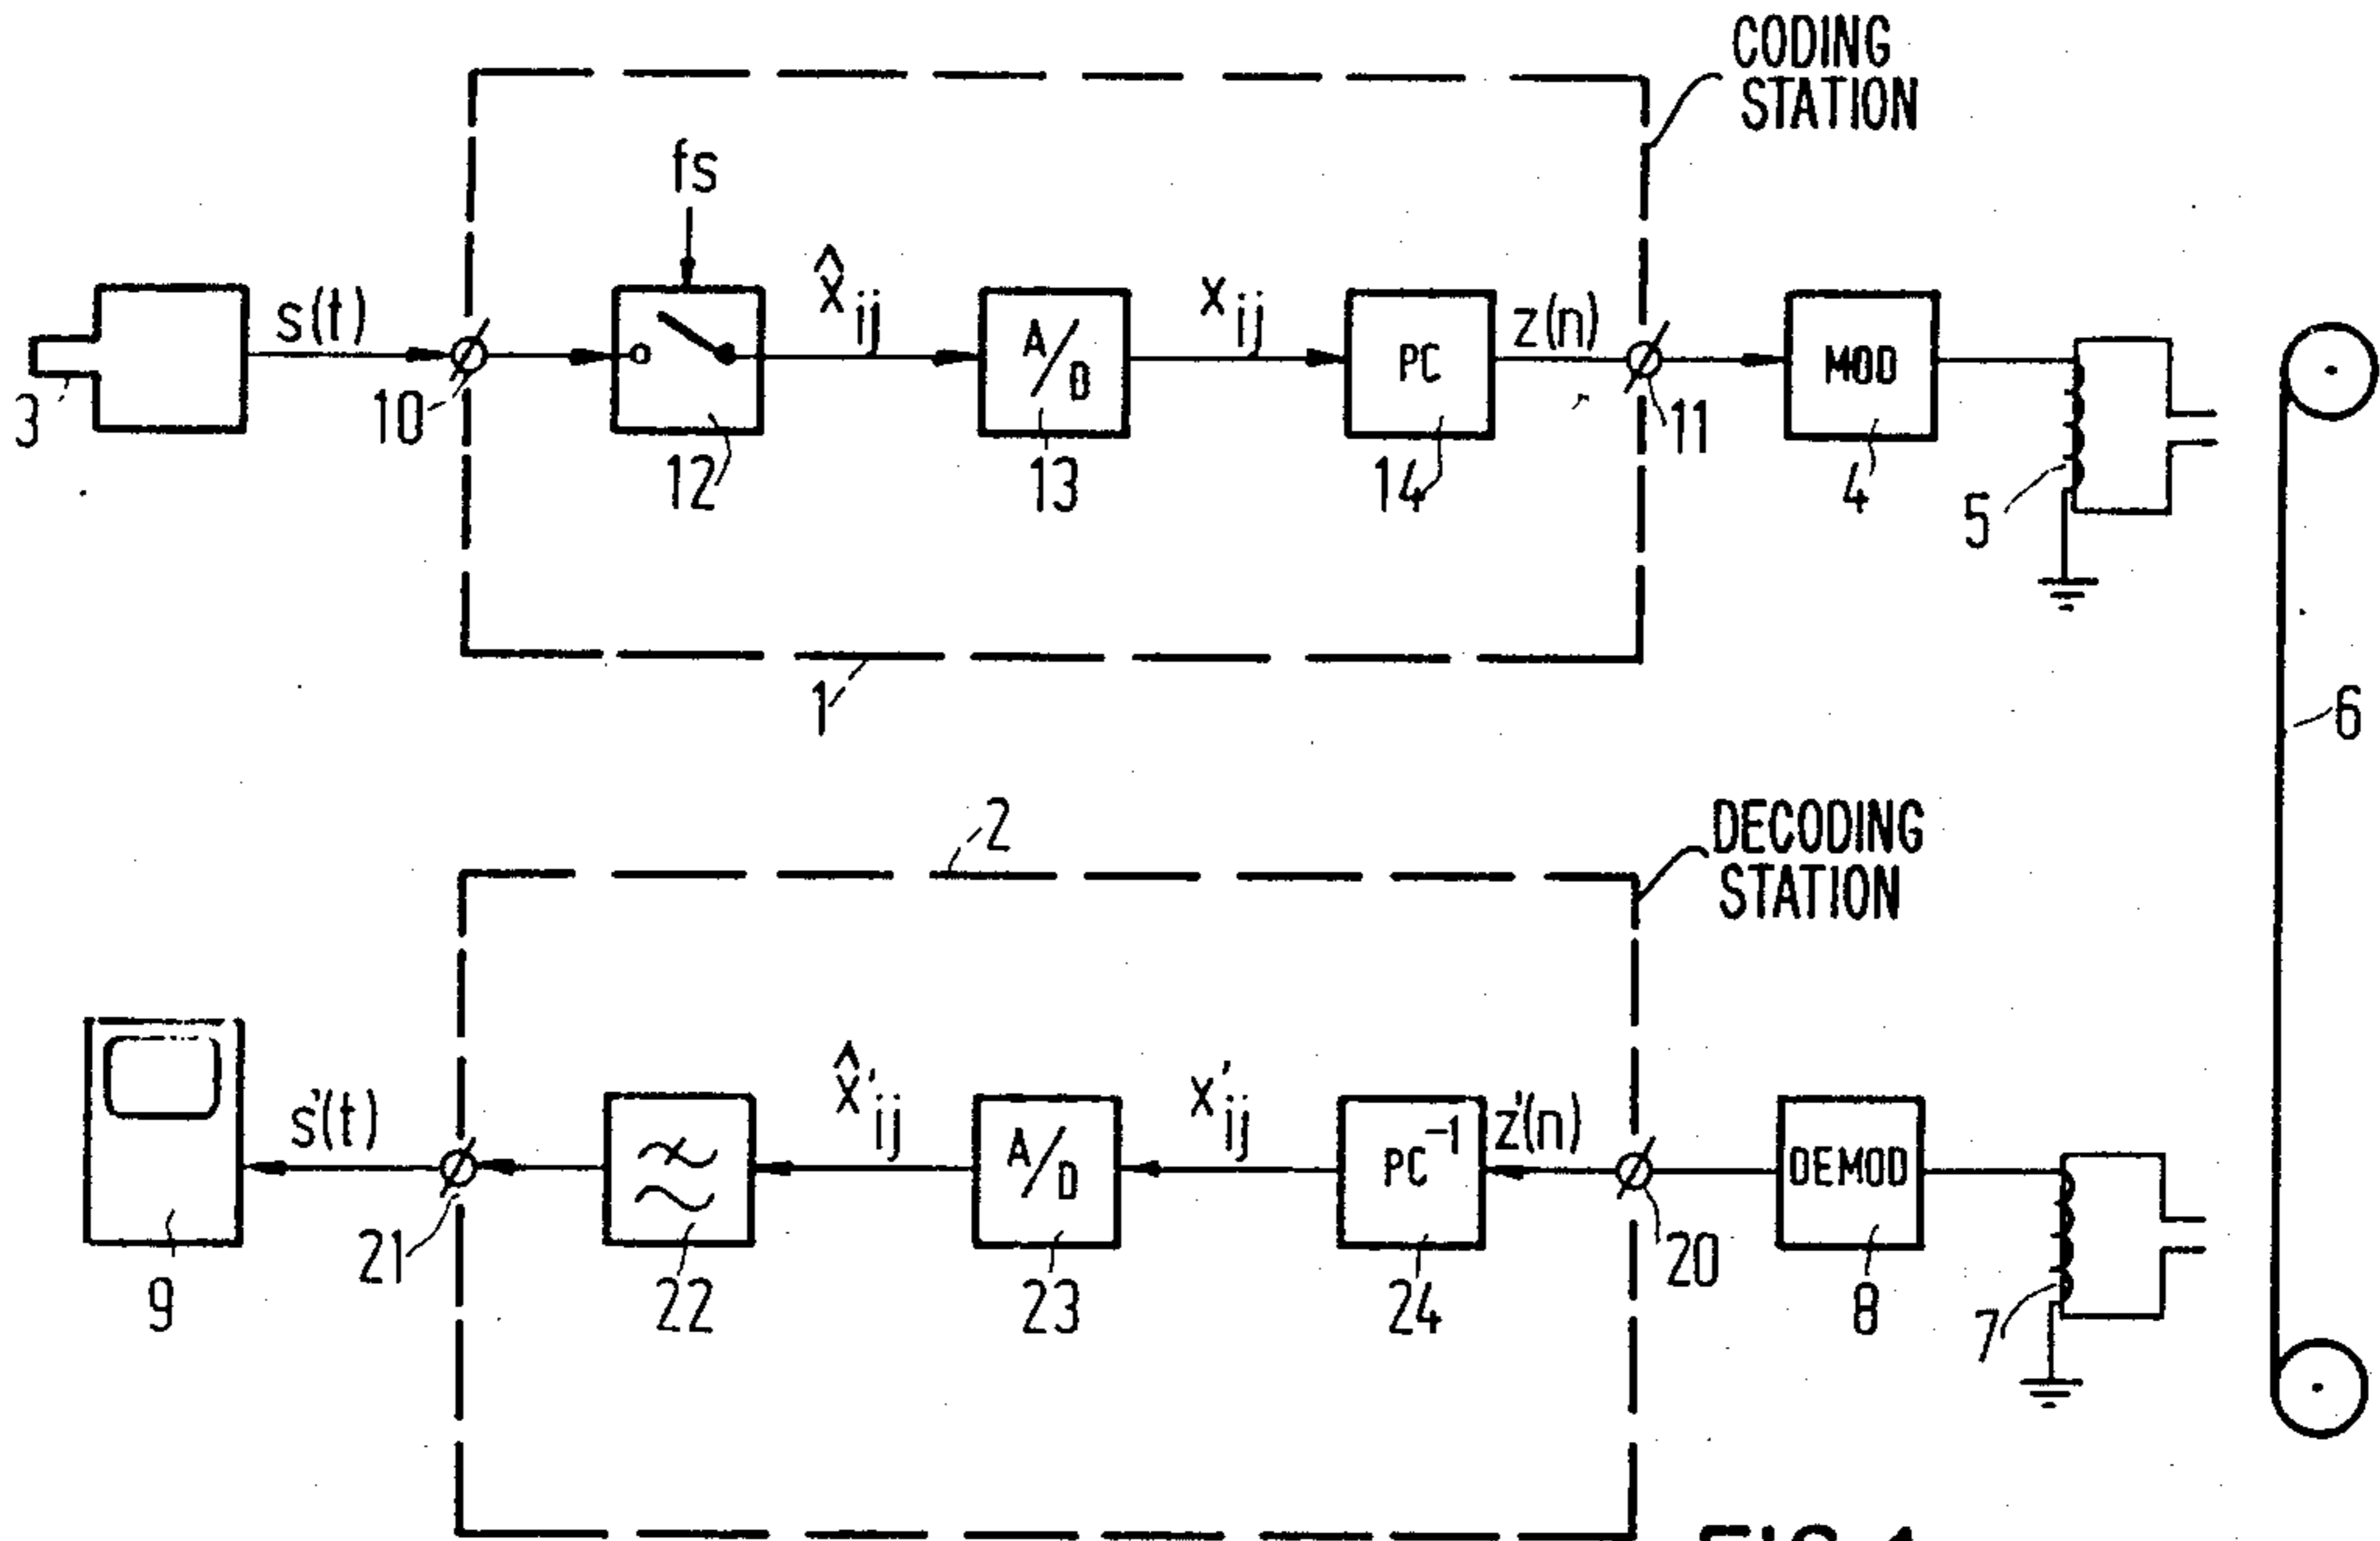 CODING
STATION
fs
s(t)
x̂ij
xij
z(n)
A/D
PC
MOD
3
10
12
13
14
11
4
5
1
6
2
DECODING
STATION
s'(t)
x̂'ij
x'ij
z'(n)
A/D
PC⁻¹
DEMOD
9
21
22
23
24
20
8
7